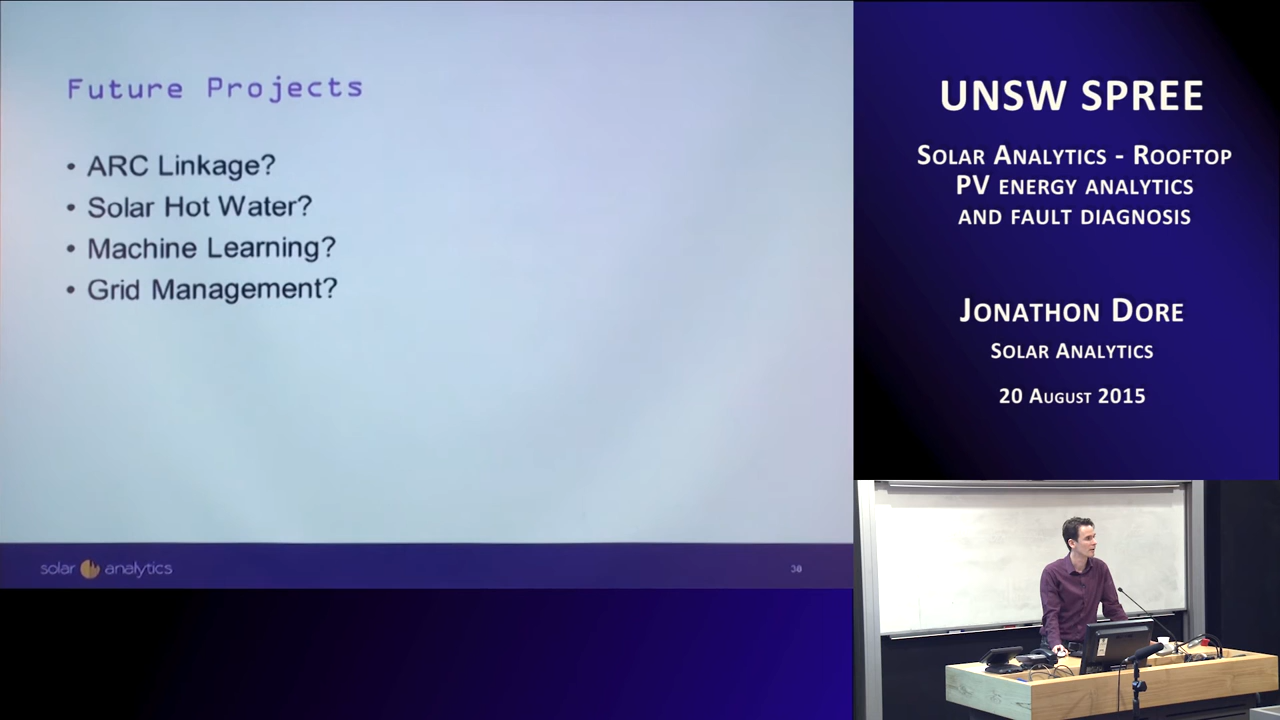 Future Projects
• ARC Linkage?
• Solar Hot Water?
• Machine Learning?
• Grid Management?
solar analytics
UNSW SPREE
SOLAR ANALYTICS - ROOFTOP
PV ENERGY ANALYTICS
AND FAULT DIAGNOSIS
JONATHON DORE
SOLAR ANALYTICS
20 AUGUST 2015